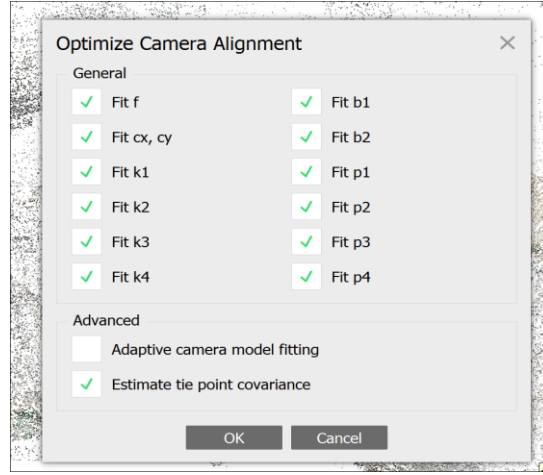 Optimize Camera Alignment
General
Fit f
Fit b1
Fit cx, cy
Fit b2
Fit k1
Fit p1
Fit k2
Fit p2
Fit k3
Fit p3
Fit k4
Fit p4
Advanced
Adaptive camera model fitting
Estimate tie point covariance
OK
Cancel